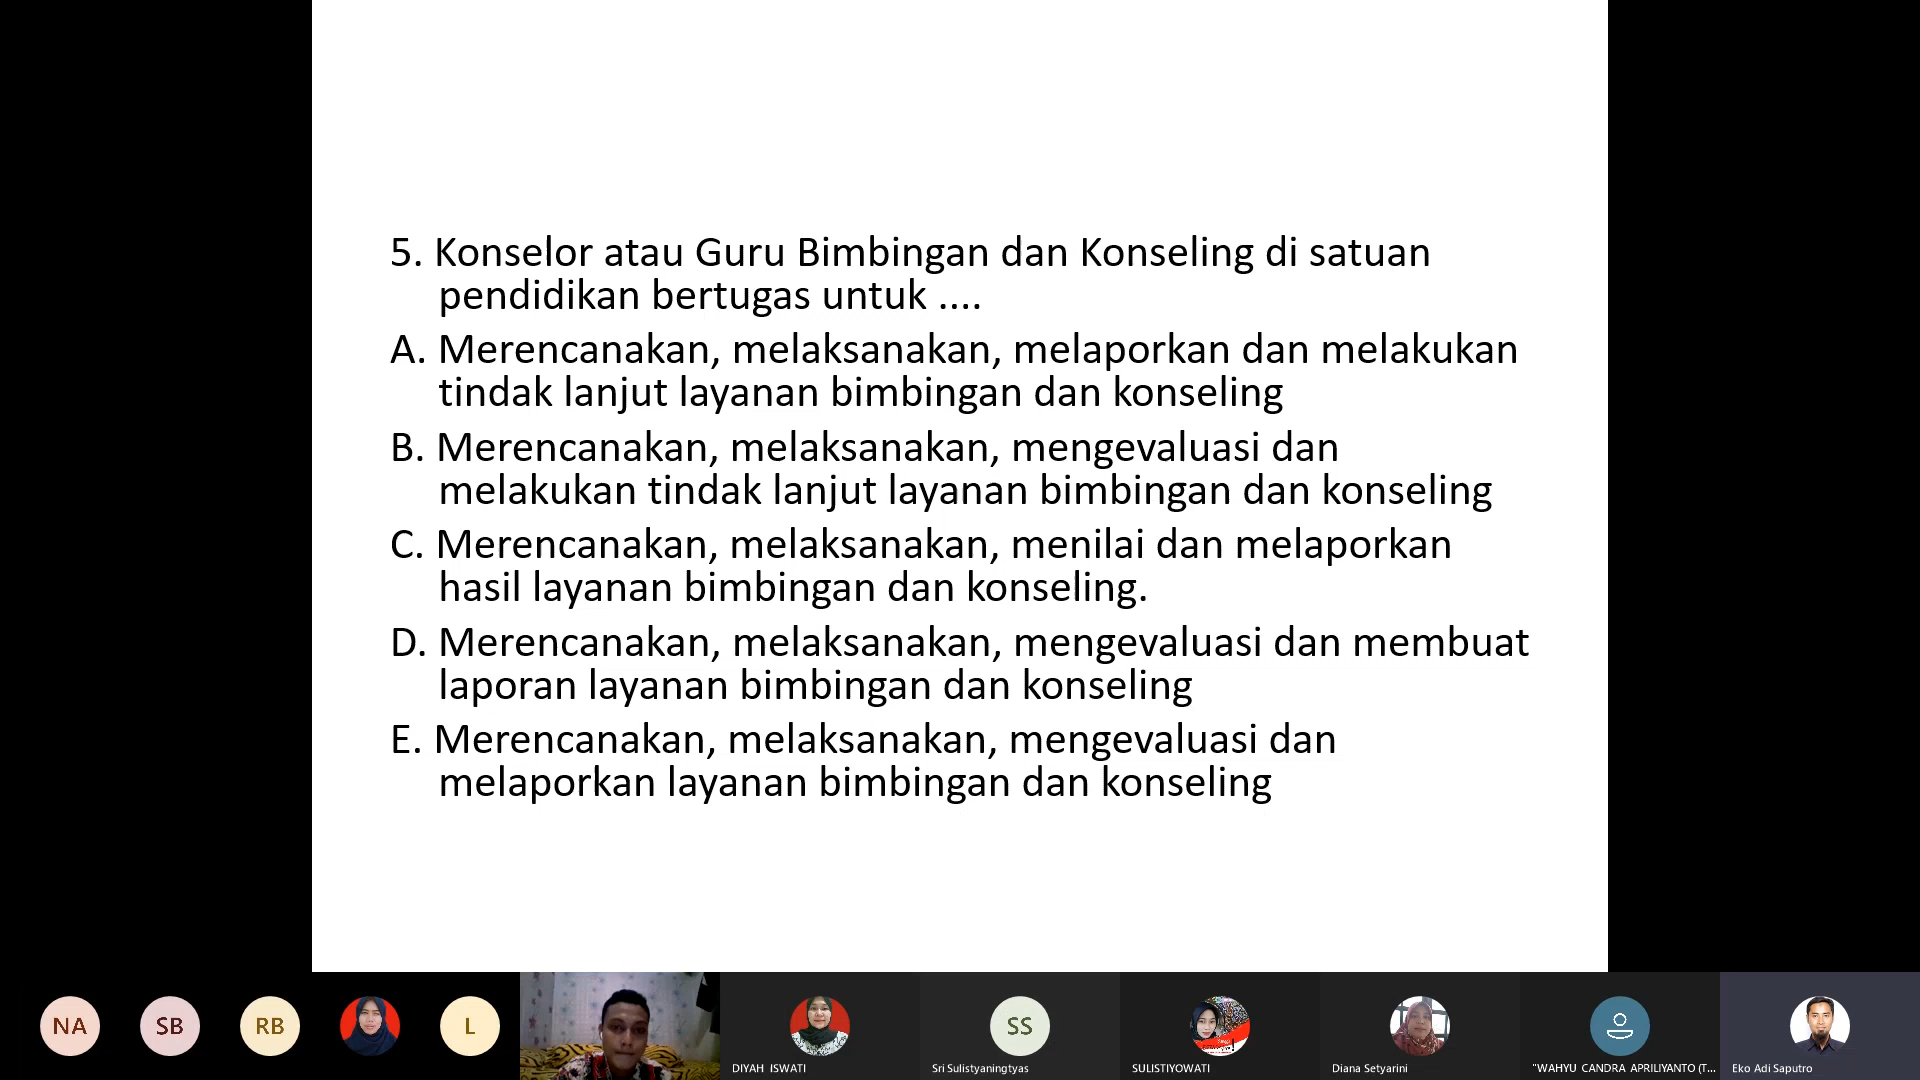 5. Konselor atau Guru Bimbingan dan Konseling di satuan
pendidikan bertugas untuk ....
A. Merencanakan, melaksanakan, melaporkan dan melakukan
tindak lanjut layanan bimbingan dan konseling
B. Merencanakan, melaksanakan, mengevaluasi dan
melakukan tindak lanjut layanan bimbingan dan konseling
C. Merencanakan, melaksanakan, menilai dan melaporkan
hasil layanan bimbingan dan konseling.
D. Merencanakan, melaksanakan, mengevaluasi dan membuat
laporan layanan bimbingan dan konseling
E. Merencanakan, melaksanakan, mengevaluasi dan
melaporkan layanan bimbingan dan konseling
NA
SB
RB
L
SS
DIYAH ISWATI
Sri Sulistyaningtyas
SULISTIYOWATI
Diana Setyarini
"WAHYU CANDRA APRILIYANTO (T...
Eko Adi Saputro